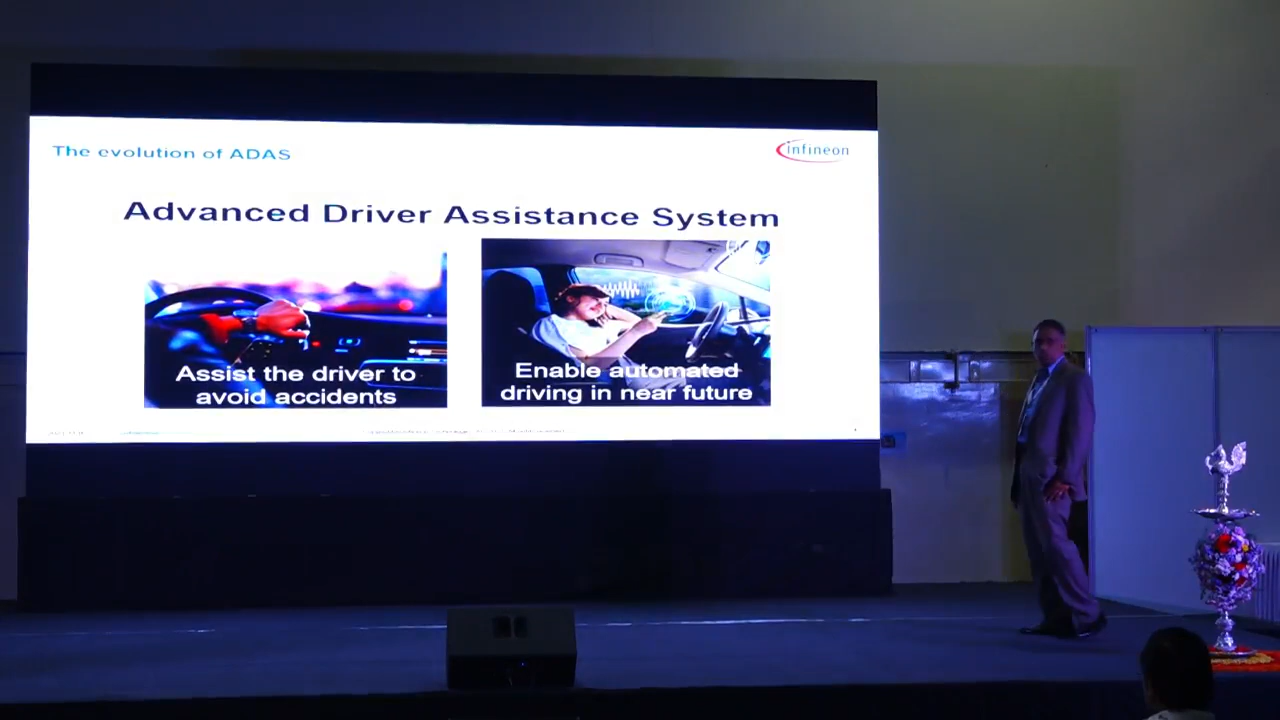 The evolution of ADAS
infineon
Advanced Driver Assistance System
Assist the driver to
avoid accidents
Enable automated
driving in near future